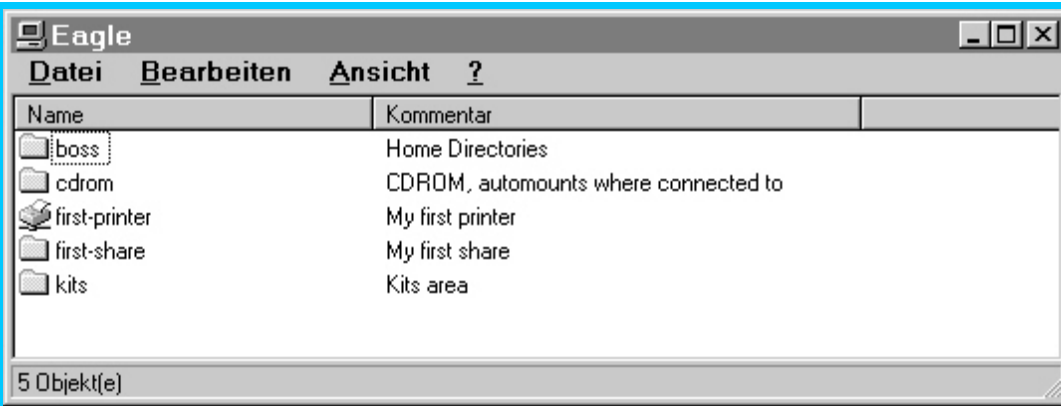 Eagle
Datei Bearbeiten Ansicht ?
Name Kommentar
boss Home Directories
cdrom CDROM, automounts where connected to
first-printer My first printer
first-share My first share
kits Kits area
5 Objekt(e)